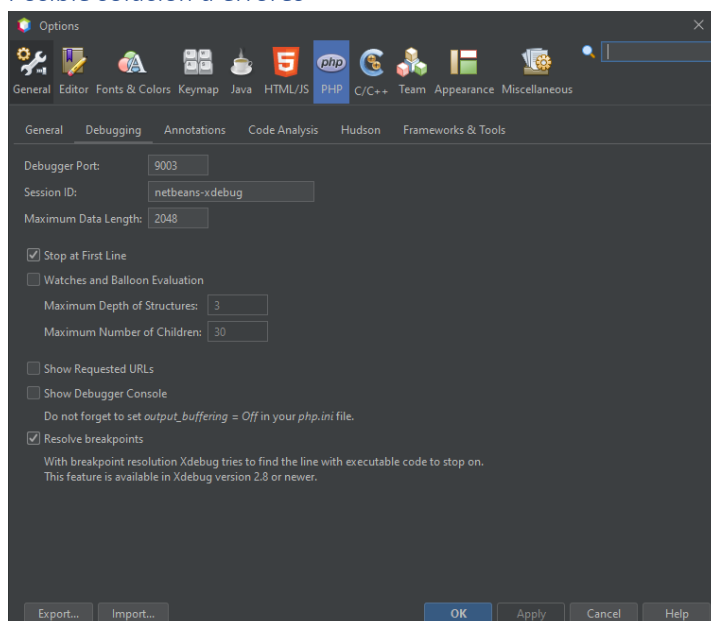 Posible solución a errores
Options
General Editor Fonts & Colors Keymap Java HTML/JS PHP C/C++ Team Appearance Miscellaneous
General Debugging Annotations Code Analysis Hudson Frameworks & Tools
Debugger Port: 9003
Session ID: netbeans-xdebug
Maximum Data Length: 2048
Stop at First Line
Watches and Balloon Evaluation
Maximum Depth of Structures: 3
Maximum Number of Children: 30
Show Requested URLs
Show Debugger Console
Do not forget to set output_buffering = Off in your php.ini file.
Resolve breakpoints
With breakpoint resolution Xdebug tries to find the line with executable code to stop on.
This feature is available in Xdebug version 2.8 or newer.
Export... Import... OK Apply Cancel Help